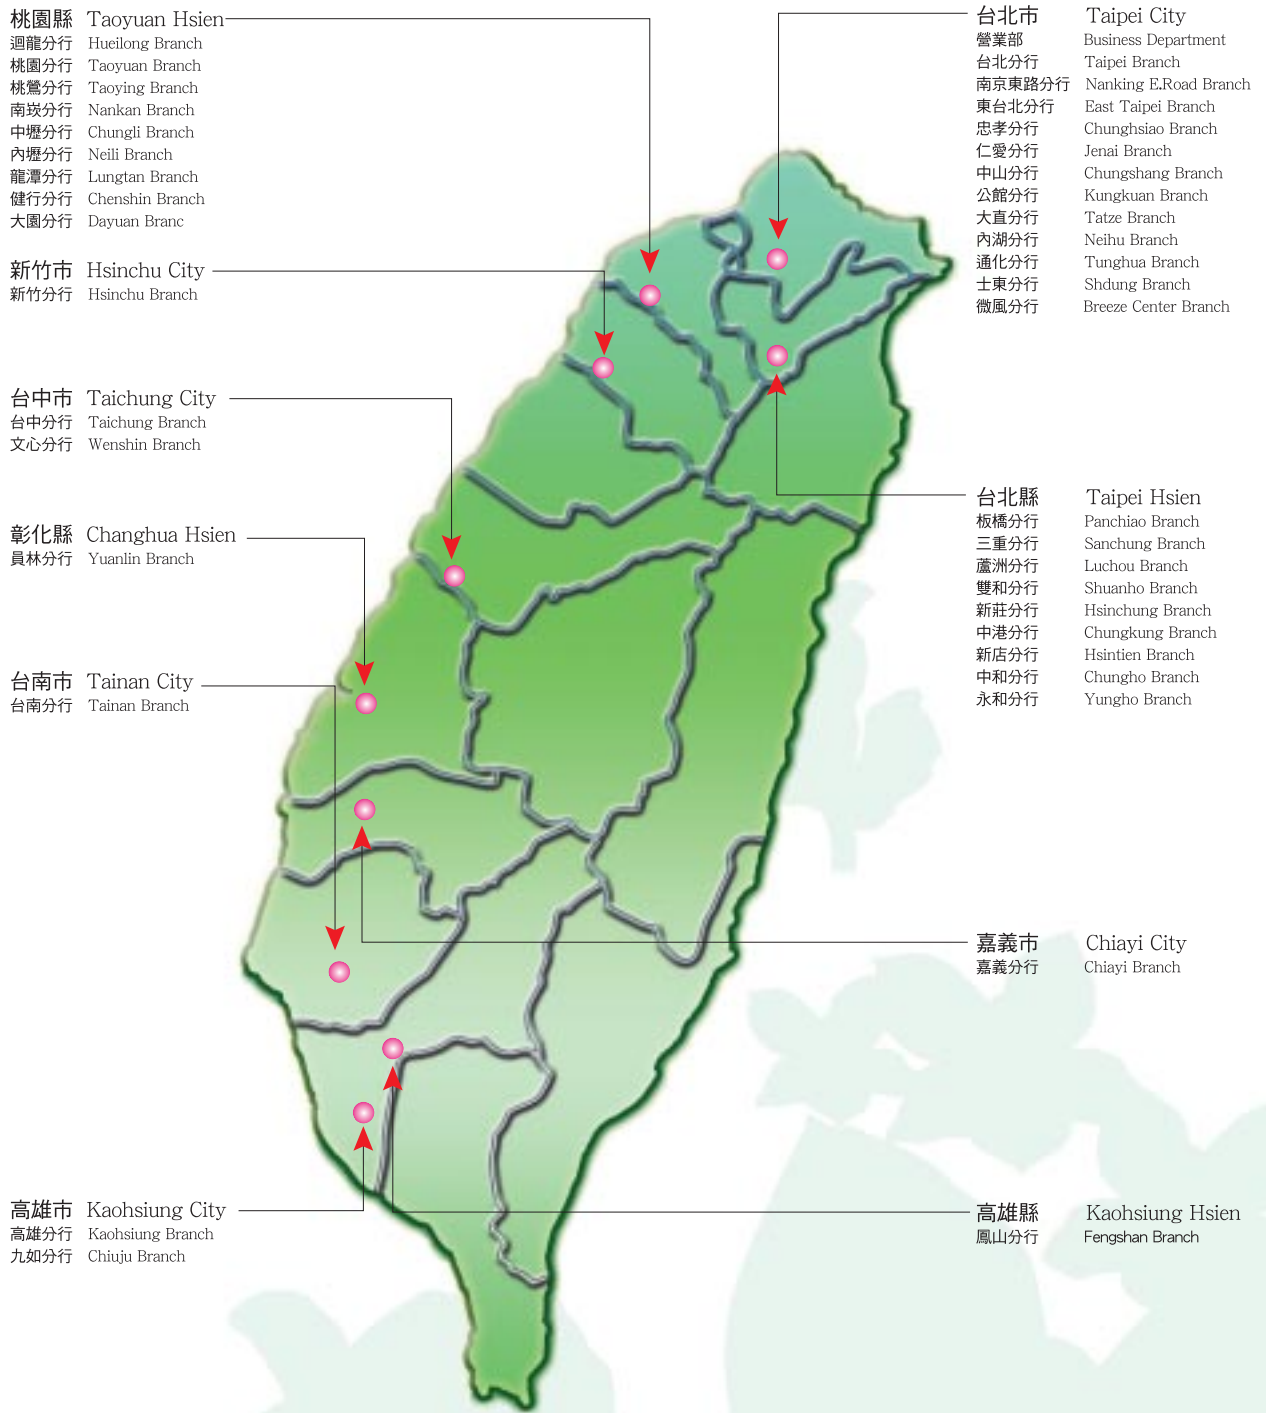 桃園縣 Taoyuan Hsien
迴龍分行 Hueilong Branch
桃園分行 Taoyuan Branch
桃鶯分行 Taoying Branch
南崁分行 Nankan Branch
中壢分行 Chungli Branch
內壢分行 Neili Branch
龍潭分行 Lungtan Branch
健行分行 Chenshin Branch
大園分行 Dayuan Branc
新竹市 Hsinchu City
新竹分行 Hsinchu Branch
台中市 Taichung City
台中分行 Taichung Branch
文心分行 Wenshin Branch
彰化縣 Changhua Hsien
員林分行 Yuanlin Branch
台南市 Tainan City
台南分行 Tainan Branch
高雄市 Kaohsiung City
高雄分行 Kaohsiung Branch
九如分行 Chiuju Branch
台北市 Taipei City
營業部 Business Department
台北分行 Taipei Branch
南京東路分行 Nanking E.Road Branch
東台北分行 East Taipei Branch
忠孝分行 Chunghsiao Branch
仁愛分行 Jenai Branch
中山分行 Chungshang Branch
公館分行 Kungkuan Branch
大直分行 Tatze Branch
內湖分行 Neihu Branch
通化分行 Tunghua Branch
士東分行 Shdung Branch
微風分行 Breeze Center Branch
台北縣 Taipei Hsien
板橋分行 Panchiao Branch
三重分行 Sanchung Branch
蘆洲分行 Luchou Branch
雙和分行 Shuanho Branch
新莊分行 Hsinchung Branch
中港分行 Chungkung Branch
新店分行 Hsintien Branch
中和分行 Chungho Branch
永和分行 Yungho Branch
嘉義市 Chiayi City
嘉義分行 Chiayi Branch
高雄縣 Kaohsiung Hsien
鳳山分行 Fengshan Branch